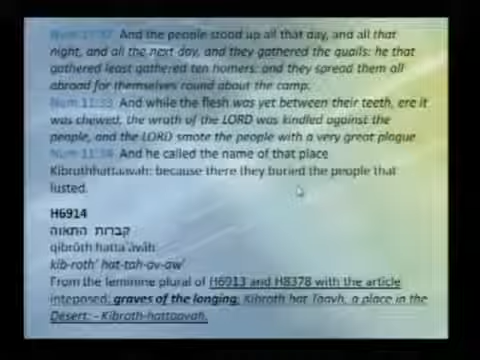 Num 11:32 And the people stood up all that day, and all that
night, and all the next day, and they gathered the quails: he that
gathered least gathered ten homers: and they spread them all
abroad for themselves round about the camp.
Num 11:33 And while the flesh was yet between their teeth, ere it
was chewed, the wrath of the LORD was kindled against the
people, and the LORD smote the people with a very great plague
Num 11:34 And he called the name of that place
Kibrothhattaavah: because there they buried the people that
lusted.
H6914
קברות התאוה
qibrôth hatta'ăvâh
kib-roth' hat-tah-av-aw'
From the feminine plural of H6913 and H8378 with the article
inteposed; graves of the longing; Kibroth hat Taavh, a place in the
Desert: - Kibroth-hattaavah.